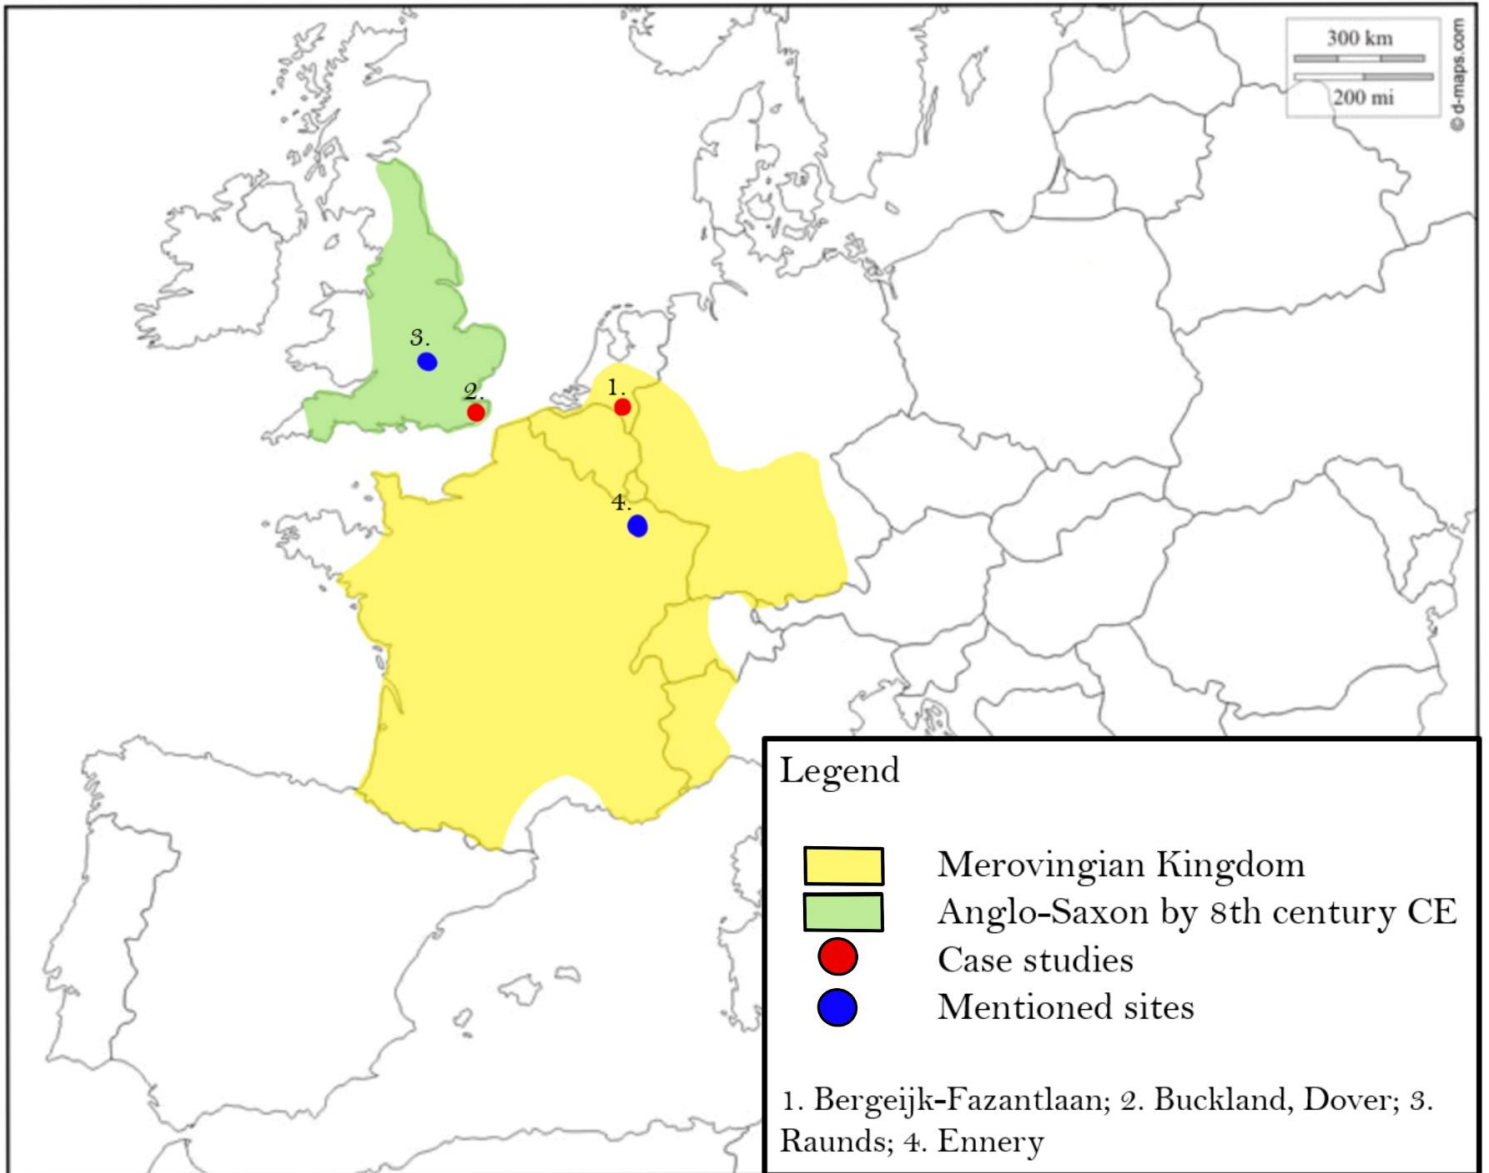 300 km
200 mi
© d-maps.com
3.
2.
1.
4.
Legend
Merovingian Kingdom
Anglo-Saxon by 8th century CE
Case studies
Mentioned sites
1. Bergeijk-Fazantlaan; 2. Buckland, Dover; 3.
Raunds; 4. Ennery